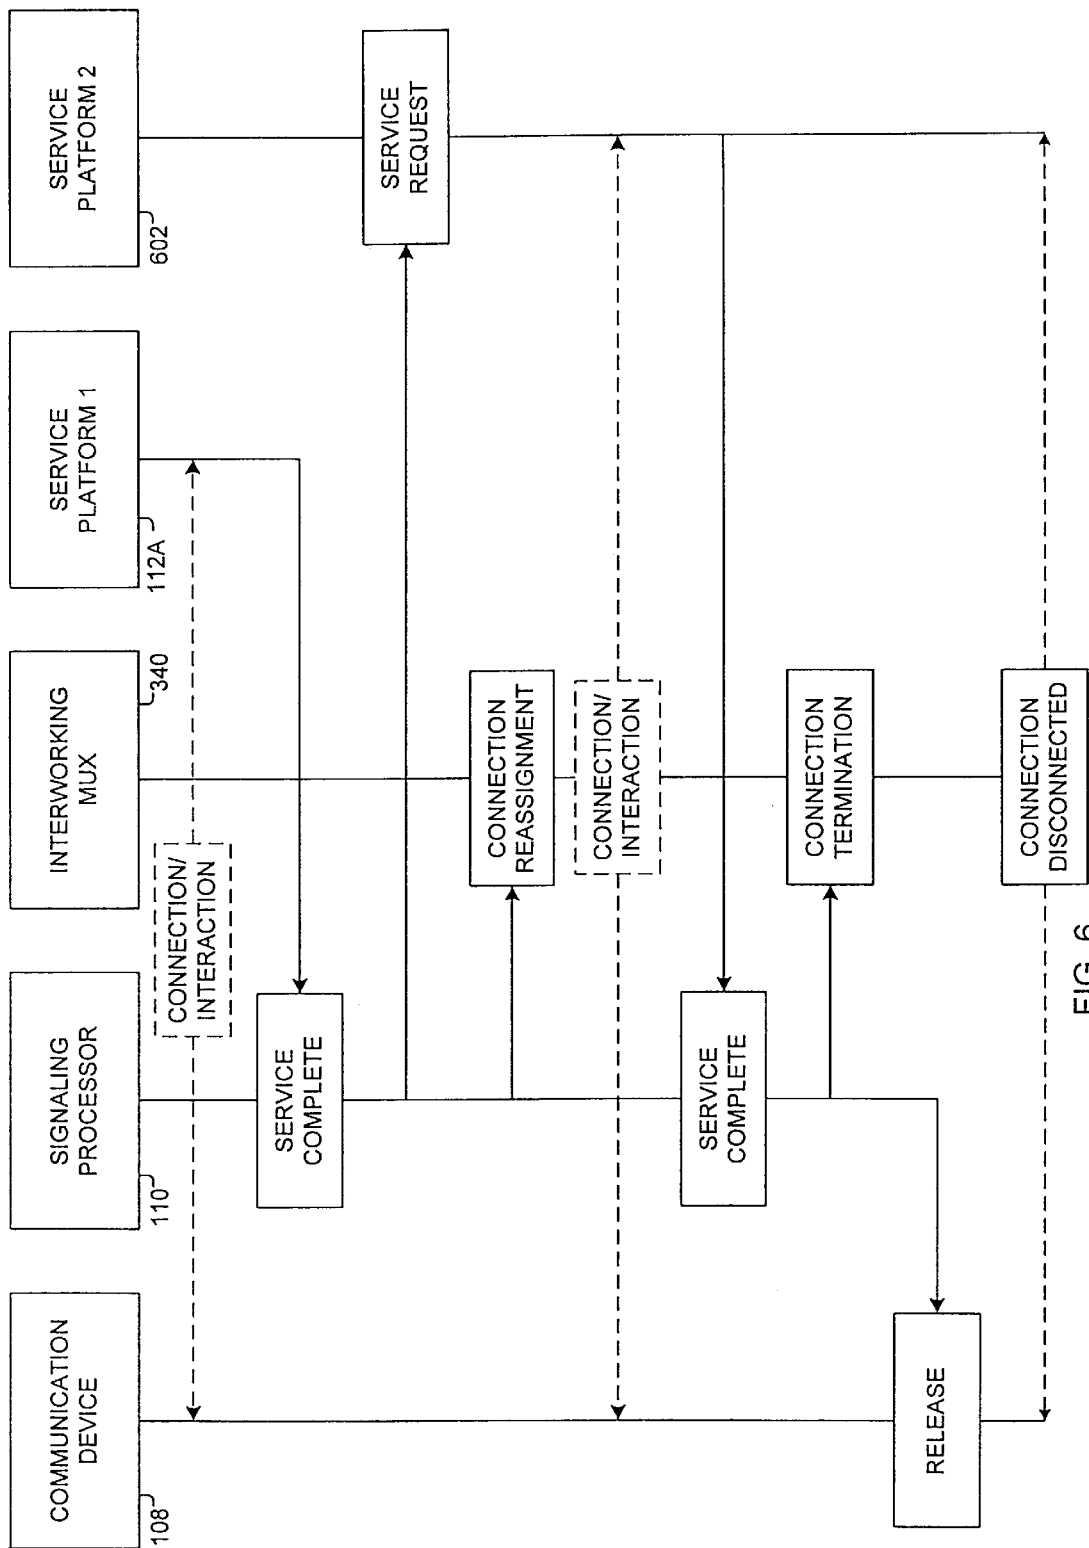 COMMUNICATION
DEVICE
108
SIGNALING
PROCESSOR
110
INTERWORKING
MUX
340
SERVICE
PLATFORM 1
112A
SERVICE
PLATFORM 2
602
CONNECTION/
INTERACTION
SERVICE
COMPLETE
SERVICE
REQUEST
CONNECTION
REASSIGNMENT
CONNECTION/
INTERACTION
SERVICE
COMPLETE
CONNECTION
TERMINATION
RELEASE
CONNECTION
DISCONNECTED
FIG. 6